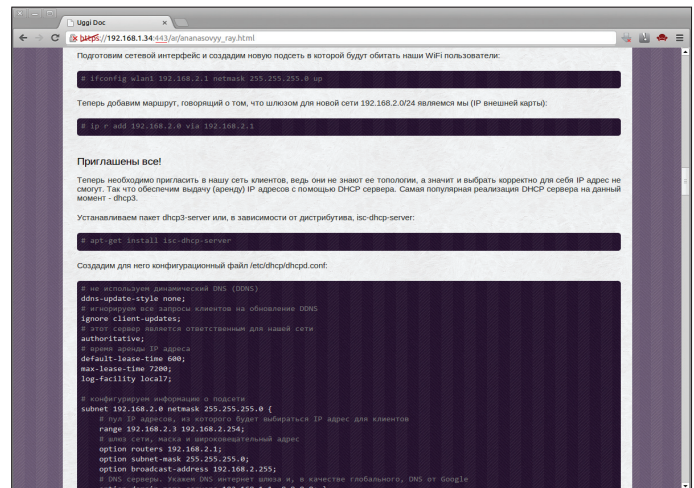 Uggi Doc
https://192.168.1.34:443/ar/ananasovyy_ray.html
Подготовим сетевой интерфейс и создадим новую подсеть в которой будут обитать наши WiFi пользователи:
# ifconfig wlan1 192.168.2.1 netmask 255.255.255.0 up
Теперь добавим маршрут, говорящий о том, что шлюзом для новой сети 192.168.2.0/24 являемся мы (IP внешней карты):
# ip r add 192.168.2.0 via 192.168.2.1
Приглашены все!
Теперь необходимо пригласить в нашу сеть клиентов, ведь они не знают ее топологии, а значит и выбрать корректно для себя IP адрес не
смогут. Так что обеспечим выдачу (аренду) IP адресов с помощью DHCP сервера. Самая популярная реализация DHCP сервера на данный
момент - dhcp3.
Устанавливаем пакет dhcp3-server или, в зависимости от дистрибутива, isc-dhcp-server:
# apt-get install isc-dhcp-server
Создадим для него конфигурационный файл /etc/dhcp/dhcpd.conf:
# не используем динамический DNS (DDNS)
ddns-update-style none;
# игнорируем все запросы клиентов на обновление DDNS
ignore client-updates;
# этот сервер является ответственным для нашей сети
authoritative;
# время аренды IP адреса
default-lease-time 600;
max-lease-time 7200;
log-facility local7;
# конфигурируем информацию о подсети
subnet 192.168.2.0 netmask 255.255.255.0 {
# пул IP адресов, из которого будет выбираться IP адрес для клиентов
range 192.168.2.3 192.168.2.254;
# шлюз сети, маска и широковещательный адрес
option routers 192.168.2.1;
option subnet-mask 255.255.255.0;
option broadcast-address 192.168.2.255;
# DNS серверы. Укажем DNS интернет шлюза и, в качестве глобального, DNS от Google